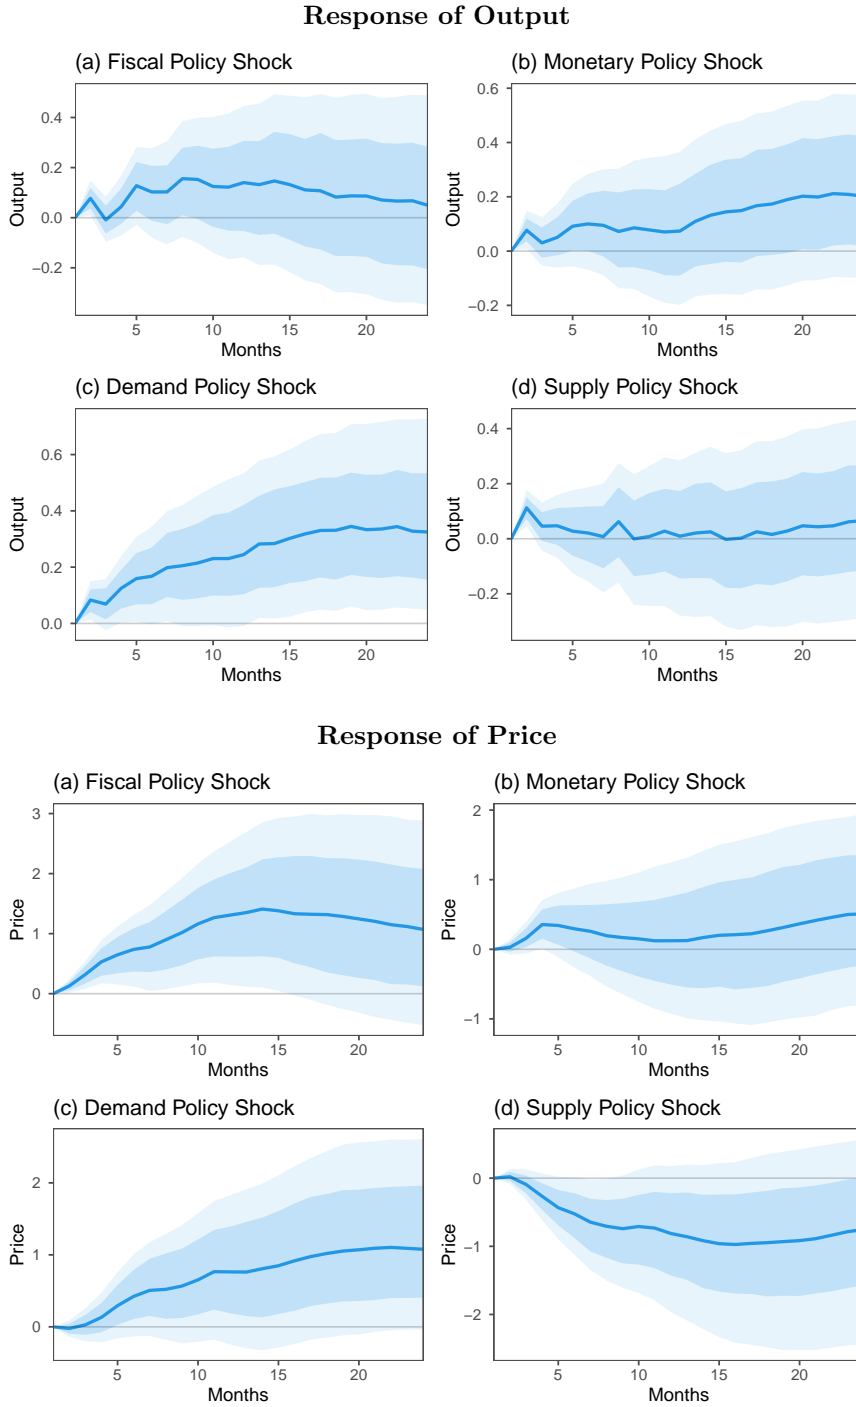 Response of Output
(a) Fiscal Policy Shock
0.4
0.2
0.0
−0.2
Output
5 10 15 20
Months
(b) Monetary Policy Shock
0.6
0.4
0.2
0.0
−0.2
Output
5 10 15 20
Months
(c) Demand Policy Shock
0.6
0.4
0.2
0.0
Output
5 10 15 20
Months
(d) Supply Policy Shock
0.4
0.2
0.0
−0.2
Output
5 10 15 20
Months
Response of Price
(a) Fiscal Policy Shock
3
2
1
0
Price
5 10 15 20
Months
(b) Monetary Policy Shock
2
1
0
−1
Price
5 10 15 20
Months
(c) Demand Policy Shock
2
1
0
Price
5 10 15 20
Months
(d) Supply Policy Shock
0
−1
−2
Price
5 10 15 20
Months